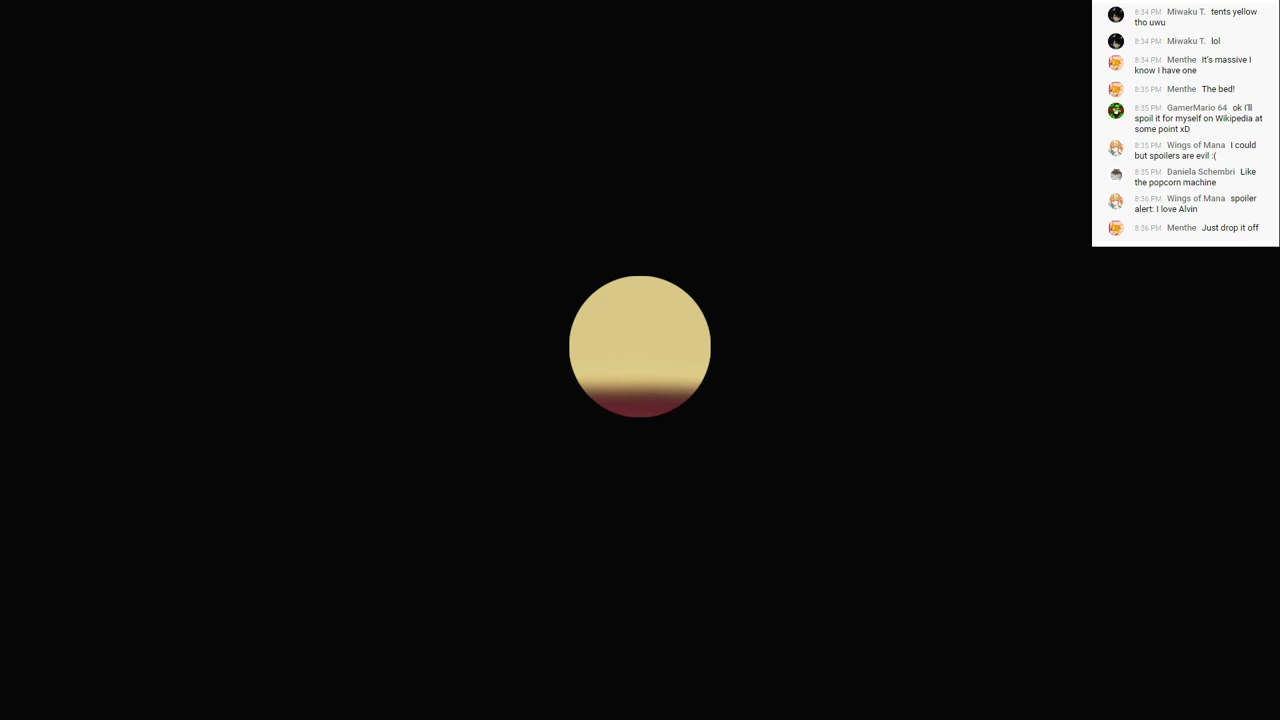 8:34 PM Miwaku T. tents yellow
tho uwu
8:34 PM Miwaku T. lol
8:34 PM Menthe It's massive I
know I have one
8:35 PM Menthe The bed!
8:35 PM GamerMario 64 ok I'll
spoil it for myself on Wikipedia at
some point xD
8:35 PM Wings of Mana I could
but spoilers are evil :(
8:35 PM Daniela Schembri Like
the popcorn machine
8:36 PM Wings of Mana spoiler
alert: I love Alvin
8:36 PM Menthe Just drop it off